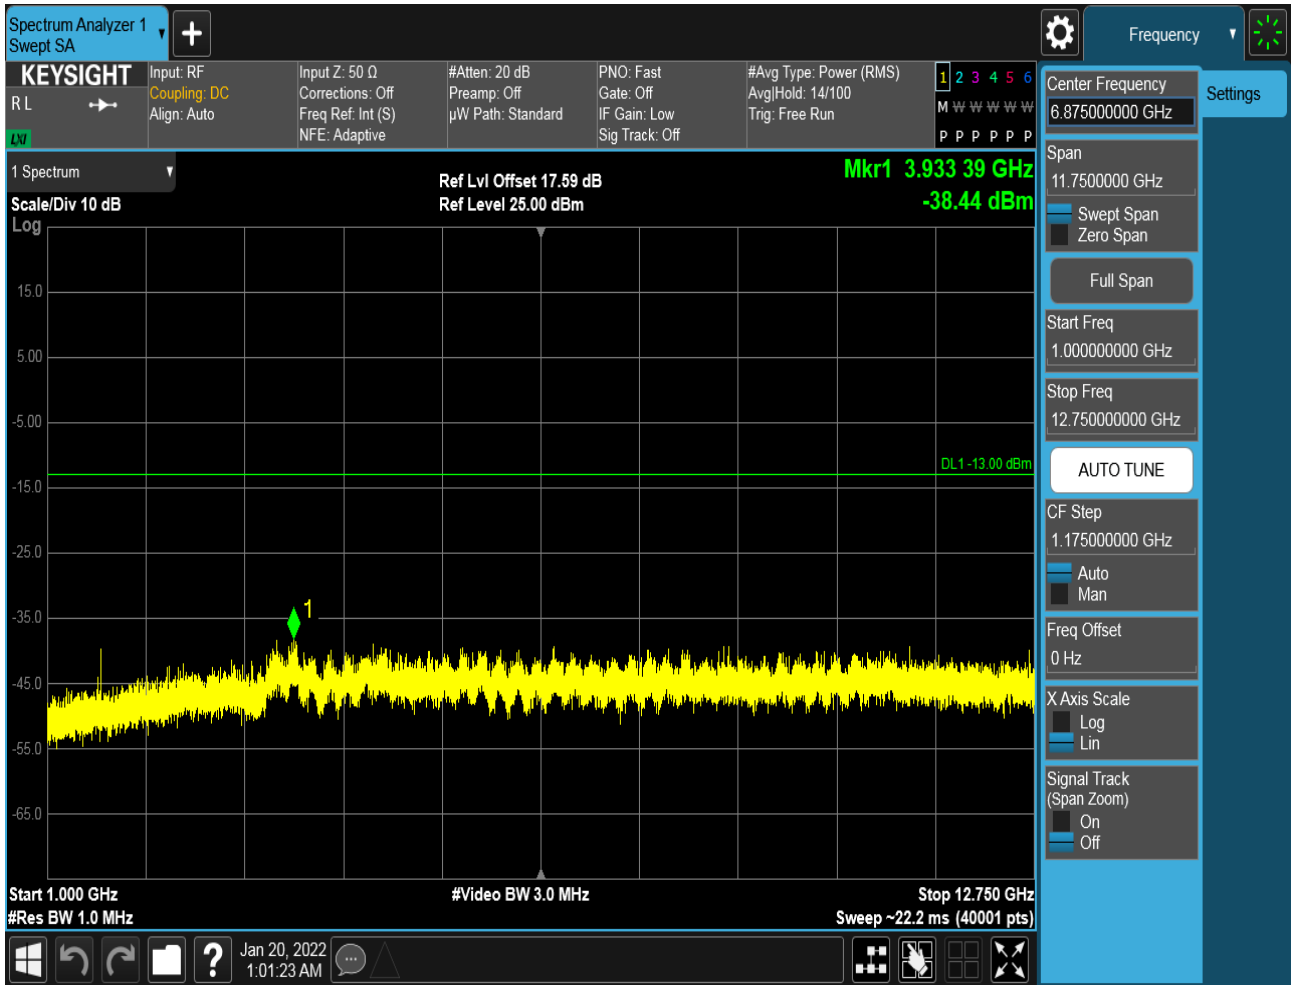 Spectrum Analyzer 1
Swept SA
Frequency
KEYSIGHT
R L
LXI
Input: RF
Coupling: DC
Align: Auto
Input Z: 50 Ω
Corrections: Off
Freq Ref: Int (S)
NFE: Adaptive
#Atten: 20 dB
Preamp: Off
µW Path: Standard
PNO: Fast
Gate: Off
IF Gain: Low
Sig Track: Off
#Avg Type: Power (RMS)
Avg|Hold: 14/100
Trig: Free Run
1 2 3 4 5 6
M W W W W W
P P P P P P
1 Spectrum
Scale/Div 10 dB
Log
Ref Lvl Offset 17.59 dB
Ref Level 25.00 dBm
Mkr1 3.933 39 GHz
-38.44 dBm
15.0
5.00
-5.00
DL1 -13.00 dBm
-15.0
-25.0
-35.0
1
-45.0
-55.0
-65.0
Start 1.000 GHz
#Res BW 1.0 MHz
#Video BW 3.0 MHz
Stop 12.750 GHz
Sweep ~22.2 ms (40001 pts)
?
Jan 20, 2022
1:01:23 AM
Center Frequency
6.875000000 GHz
Settings
Span
11.7500000 GHz
Swept Span
Zero Span
Full Span
Start Freq
1.000000000 GHz
Stop Freq
12.750000000 GHz
AUTO TUNE
CF Step
1.175000000 GHz
Auto
Man
Freq Offset
0 Hz
X Axis Scale
Log
Lin
Signal Track
(Span Zoom)
On
Off